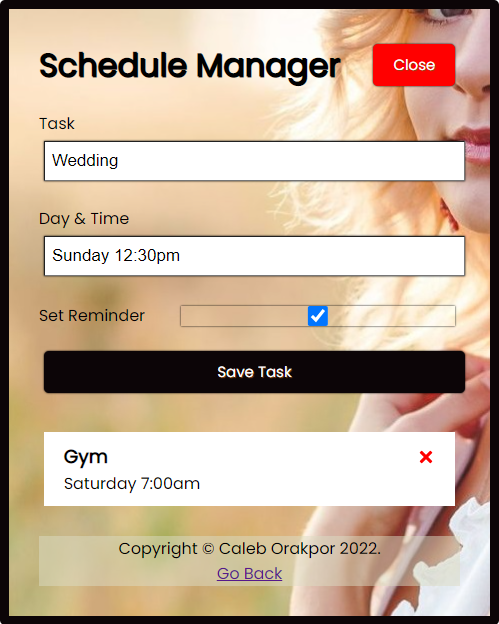 Schedule Manager
Close
Task
Wedding
Day & Time
Sunday 12:30pm
Set Reminder
Save Task
Gym
Saturday 7:00am
Copyright © Caleb Orakpor 2022.
Go Back